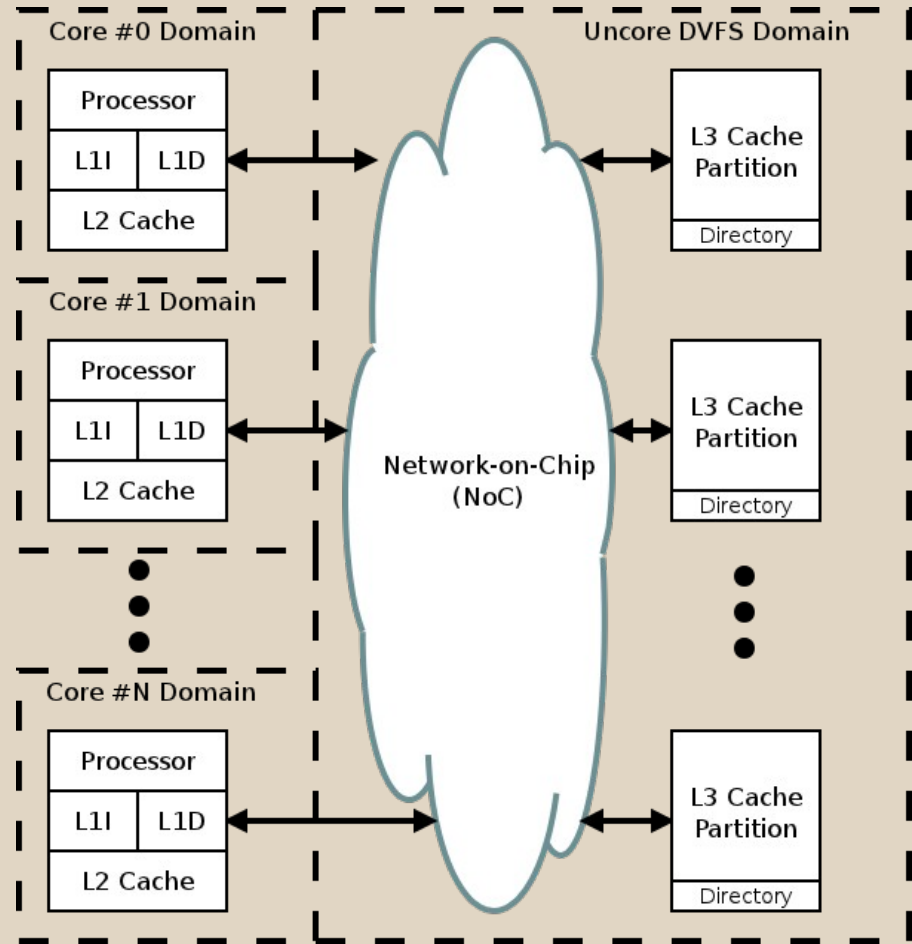 Core #0 Domain
Uncore DVFS Domain
Processor
L1I
L1D
L2 Cache
L3 Cache
Partition
Directory
Core #1 Domain
Processor
L1I
L1D
L2 Cache
L3 Cache
Partition
Directory
Network-on-Chip
(NoC)
Core #N Domain
Processor
L1I
L1D
L2 Cache
L3 Cache
Partition
Directory